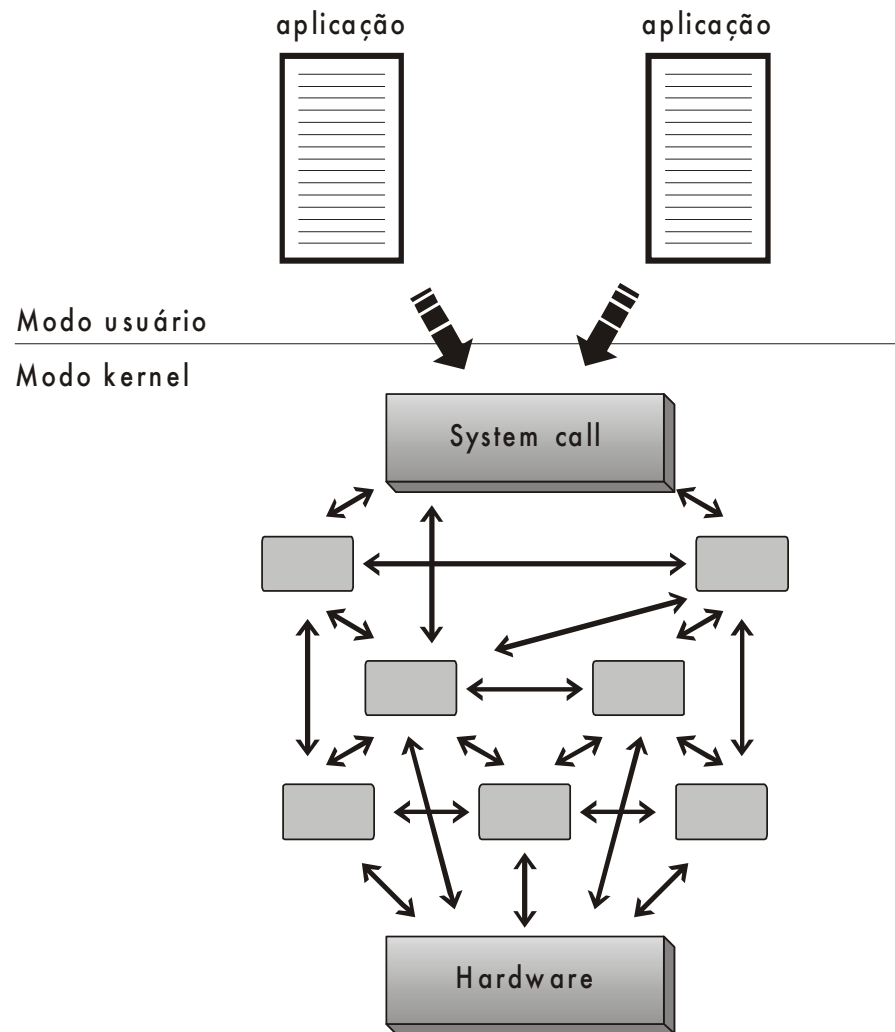 aplicação
aplicação
Modo usuário
Modo kernel
System call
Hardware